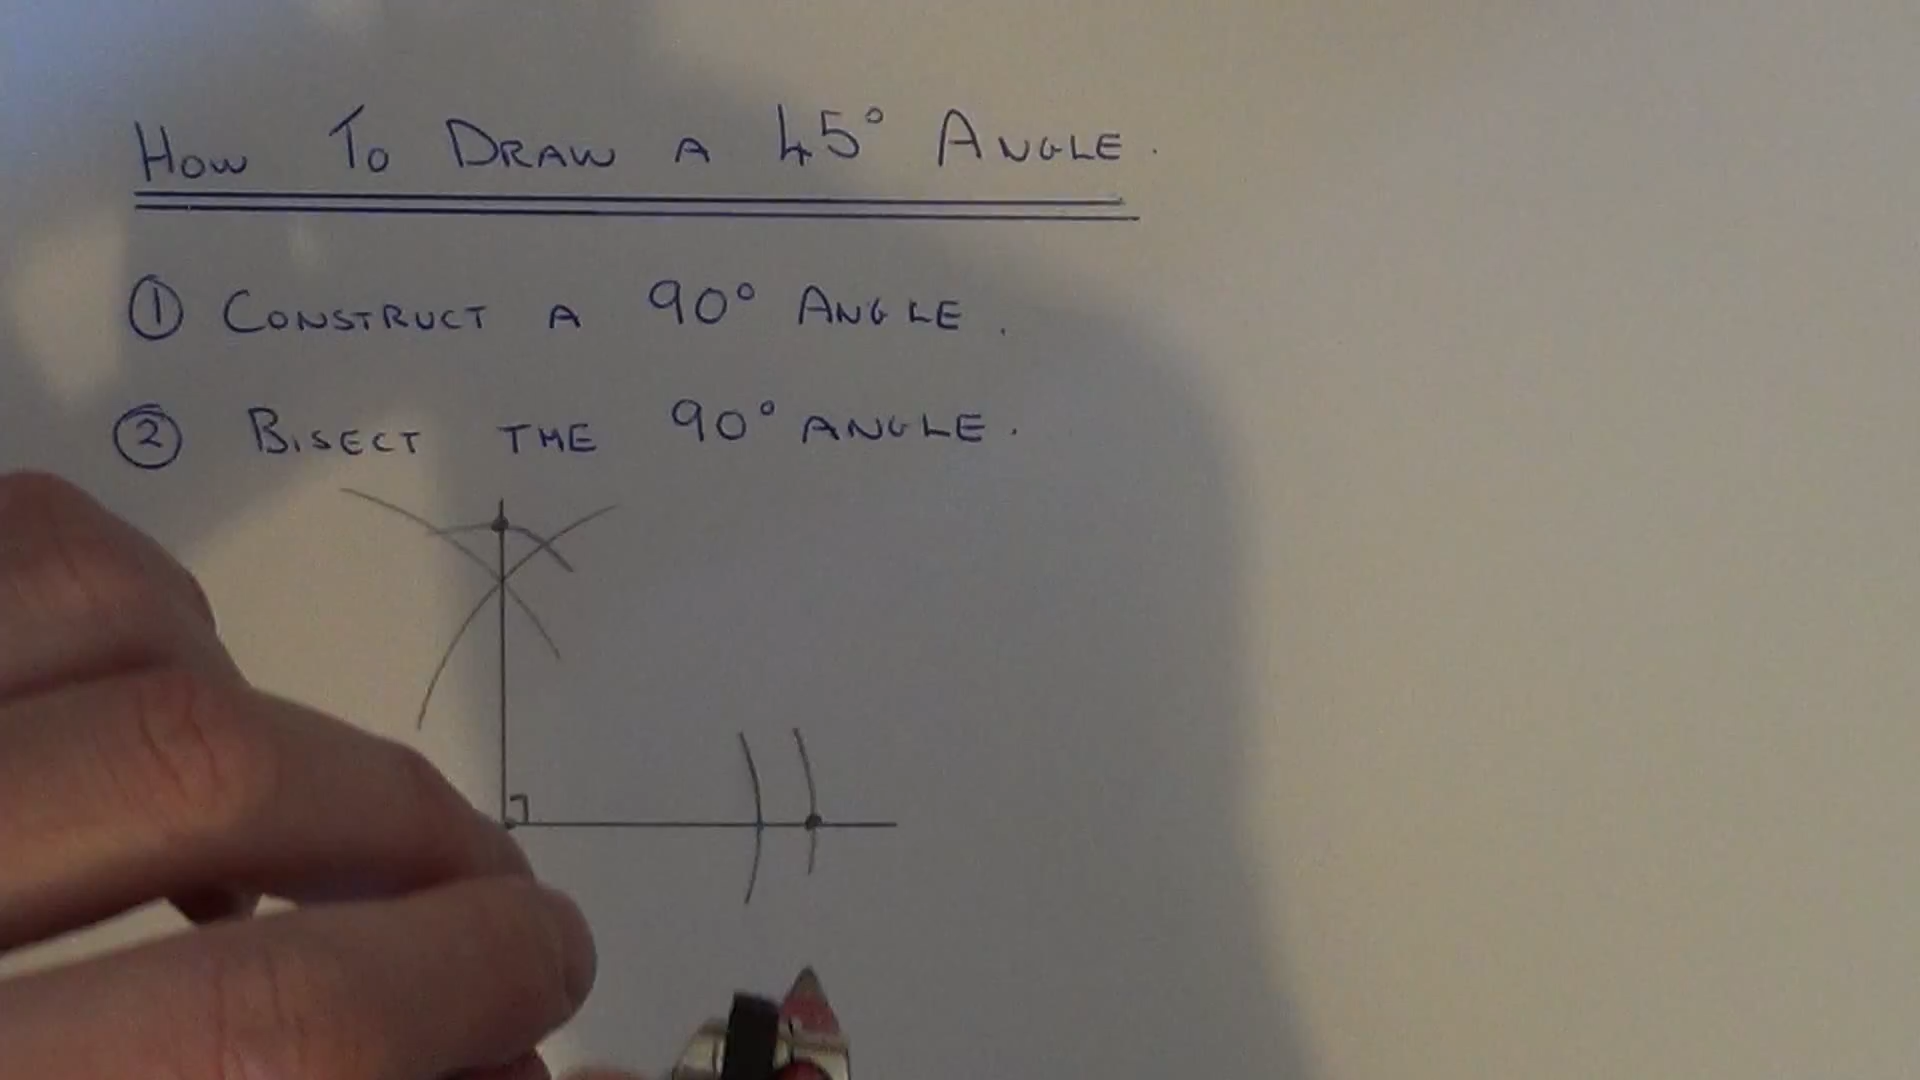 HOW TO DRAW A 45° ANGLE.
① CONSTRUCT A 90° ANGLE.
② BISECT THE 90° ANGLE.